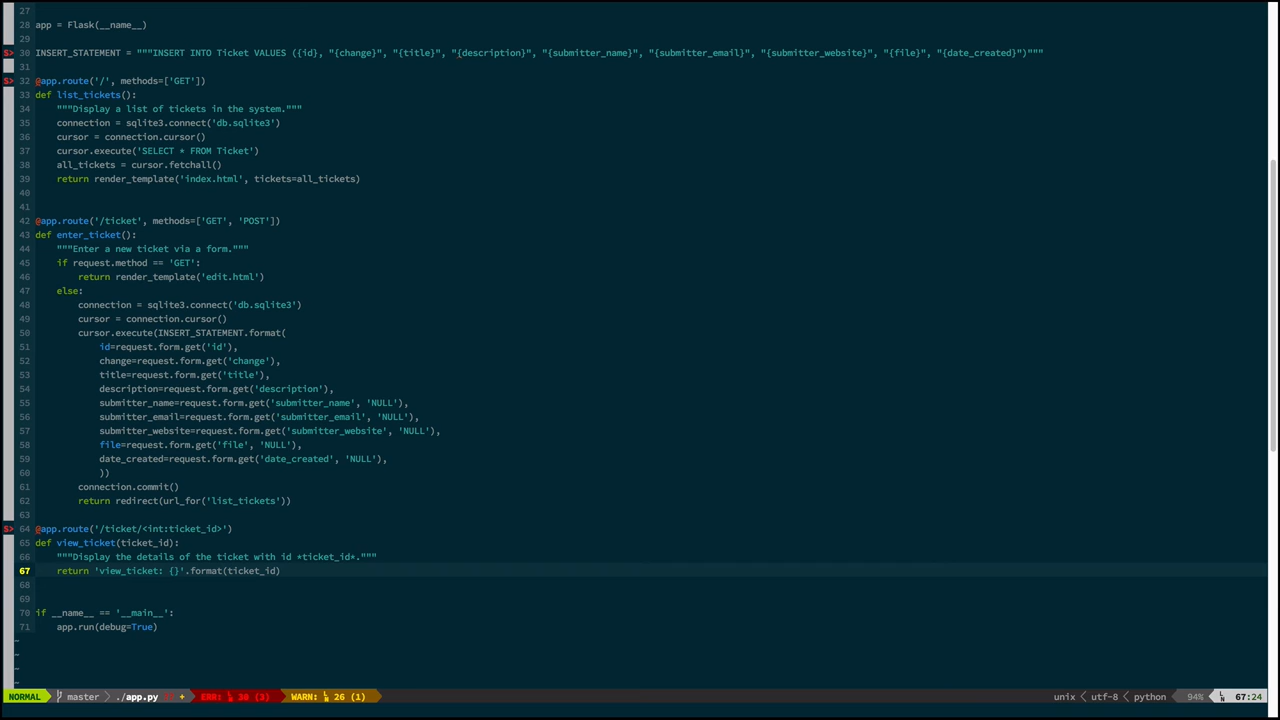 27
28 app = Flask(__name__)
29
S> 30 INSERT_STATEMENT = """INSERT INTO Ticket VALUES ({id}, "{change}", "{title}", "{description}", "{submitter_name}", "{submitter_email}", "{submitter_website}", "{file}", "{date_created}")"""
31
S> 32 @app.route('/', methods=['GET'])
33 def list_tickets():
34     """Display a list of tickets in the system."""
35     connection = sqlite3.connect('db.sqlite3')
36     cursor = connection.cursor()
37     cursor.execute('SELECT * FROM Ticket')
38     all_tickets = cursor.fetchall()
39     return render_template('index.html', tickets=all_tickets)
40
41
42 @app.route('/ticket', methods=['GET', 'POST'])
43 def enter_ticket():
44     """Enter a new ticket via a form."""
45     if request.method == 'GET':
46         return render_template('edit.html')
47     else:
48         connection = sqlite3.connect('db.sqlite3')
49         cursor = connection.cursor()
50         cursor.execute(INSERT_STATEMENT.format(
51             id=request.form.get('id'),
52             change=request.form.get('change'),
53             title=request.form.get('title'),
54             description=request.form.get('description'),
55             submitter_name=request.form.get('submitter_name', 'NULL'),
56             submitter_email=request.form.get('submitter_email', 'NULL'),
57             submitter_website=request.form.get('submitter_website', 'NULL'),
58             file=request.form.get('file', 'NULL'),
59             date_created=request.form.get('date_created', 'NULL'),
60             ))
61         connection.commit()
62         return redirect(url_for('list_tickets'))
63
S> 64 @app.route('/ticket/<int:ticket_id>')
65 def view_ticket(ticket_id):
66     """Display the details of the ticket with id *ticket_id*."""
67     return 'view_ticket: {}'.format(ticket_id)
68
69
70 if __name__ == '__main__':
71     app.run(debug=True)
~
~
~
~
NORMAL master ./app.py + ERR: 30 (3) WARN: 26 (1) unix < utf-8 < python 94% LN 67:24